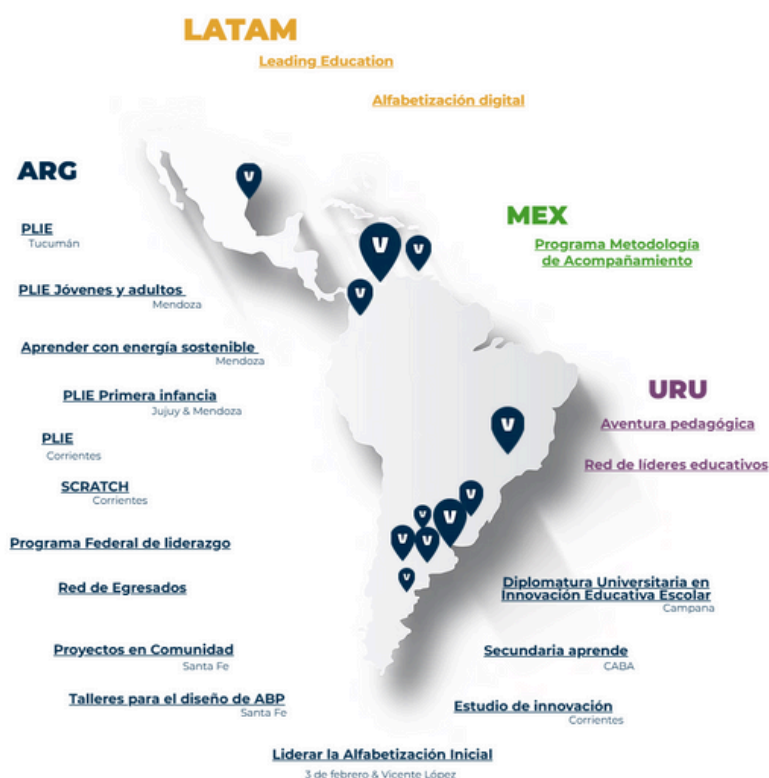 LATAM
Leading Education
Alfabetización digital
ARG
PLIE
Tucumán
PLIE Jóvenes y adultos
Mendoza
Aprender con energía sostenible
Mendoza
PLIE Primera infancia
Jujuy & Mendoza
PLIE
Corrientes
SCRATCH
Corrientes
Programa Federal de liderazgo
Red de Egresados
Proyectos en Comunidad
Santa Fe
Talleres para el diseño de ABP
Santa Fe
Liderar la Alfabetización Inicial
3 de febrero & Vicente López
MEX
Programa Metodología
de Acompañamiento
URU
Aventura pedagógica
Red de líderes educativos
Diplomatura Universitaria en
Innovación Educativa Escolar
Campana
Secundaria aprende
CABA
Estudio de innovación
Corrientes
V
V
V
V
V
V
V
V
V
V
V